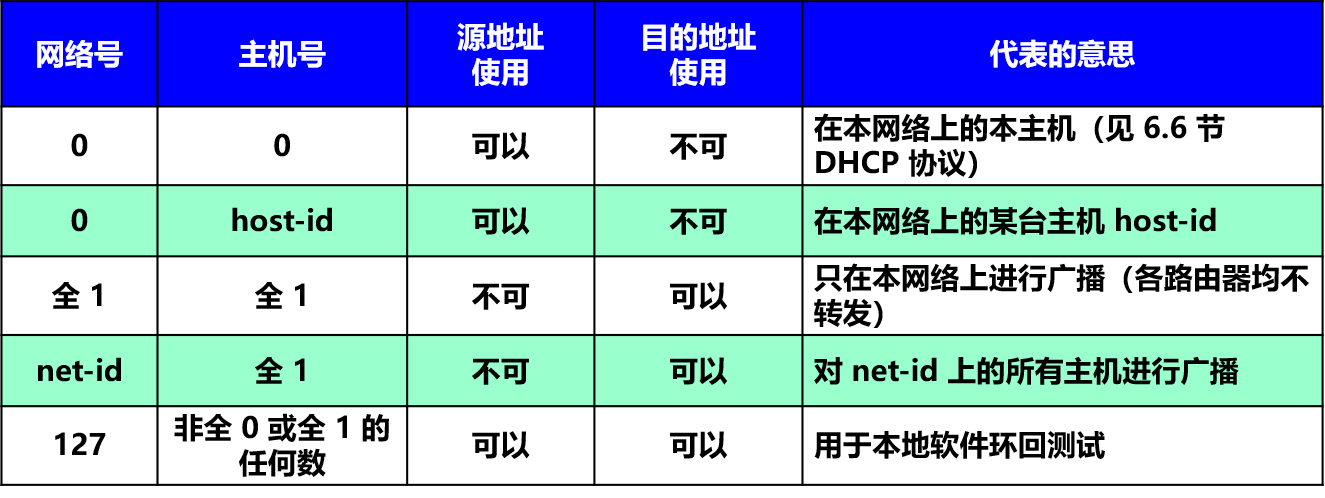 网络号 主机号 源地址使用 目的地址使用 代表的意思
0 0 可以 不可 在本网络上的本主机（见 6.6 节
DHCP 协议）
0 host-id 可以 不可 在本网络上的某台主机 host-id
全 1 全 1 不可 可以 只在本网络上进行广播（各路由器均不
转发）
net-id 全 1 不可 可以 对 net-id 上的所有主机进行广播
127 非全 0 或全 1 的任何数 可以 可以 用于本地软件环回测试